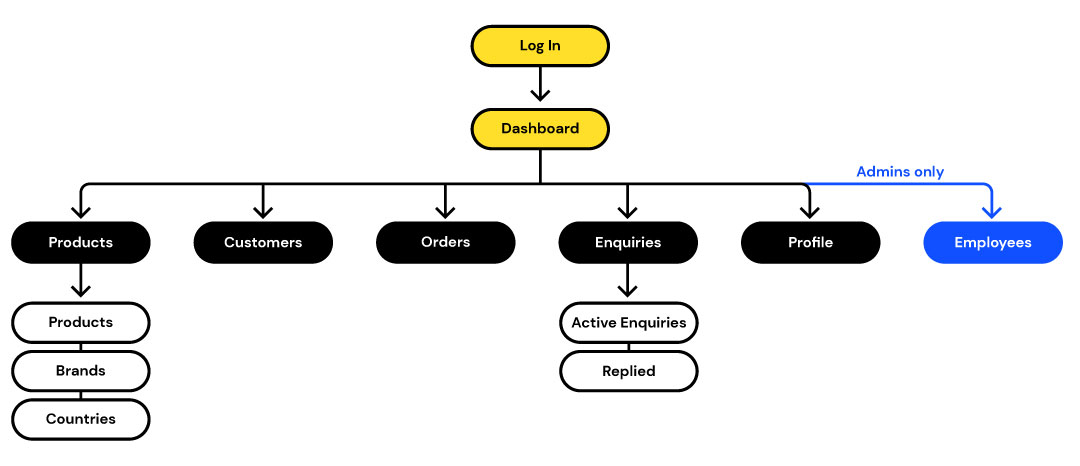 Log In
Dashboard
Admins only
Products
Customers
Orders
Enquiries
Profile
Employees
Products
Active Enquiries
Brands
Replied
Countries